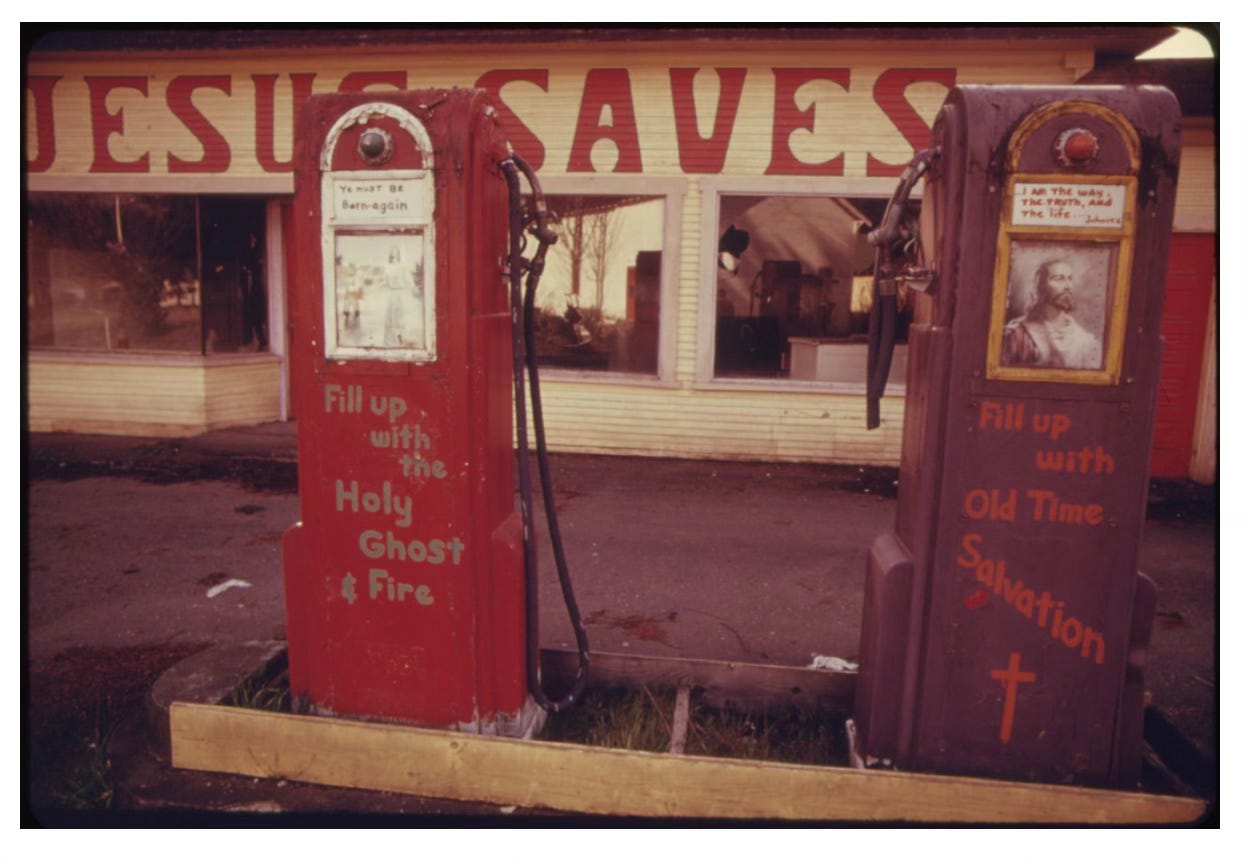 JESUS SAVES
Ye must Be
Born-again
Fill up
with
the
Holy
Ghost
& Fire
I AM The way,
The TRuTh, AND
The life...
Fill up
with
Old Time
Salvation